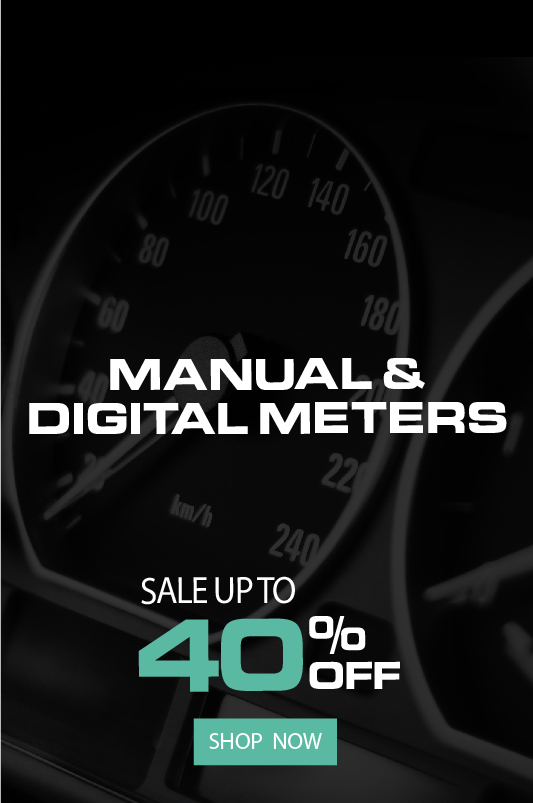 120
140
100
160
80
60
180
MANUAL &
DIGITAL METERS
220
km/h
240
SALE UP TO
40% OFF
SHOP NOW